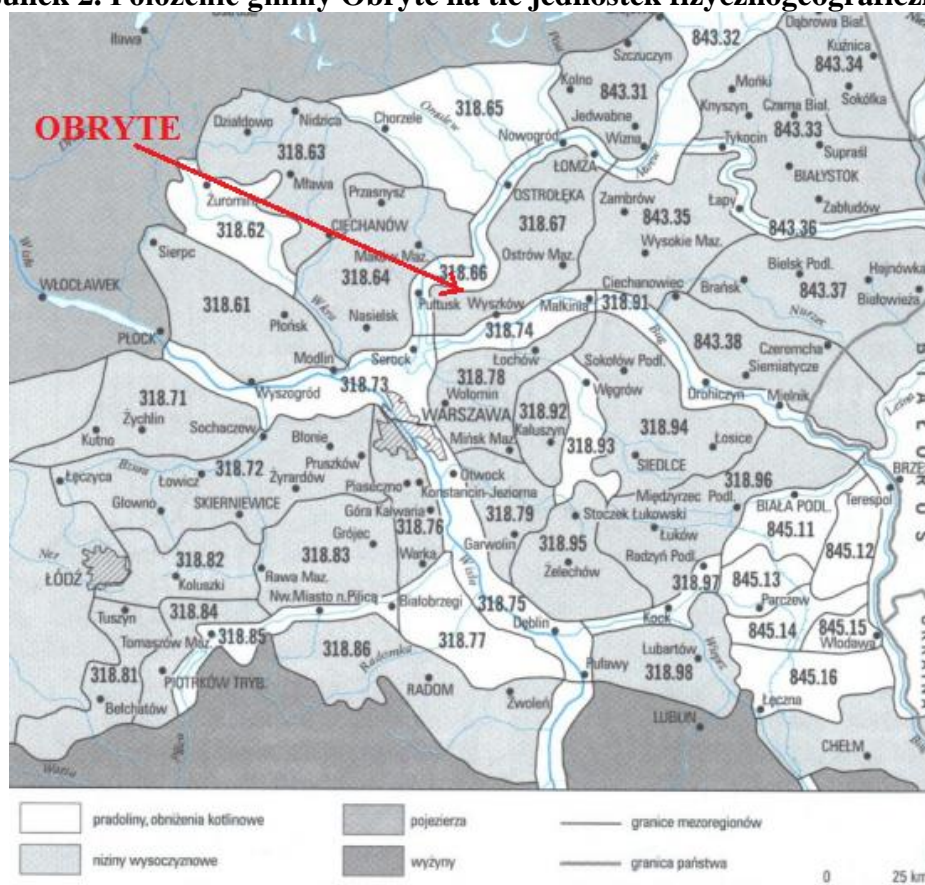 Położenie gminy Obryte na tle jednostek
OBRYTE
Iława
Szczuczyn
843.32
Dąbrowa Biał.
Kuźnica
843.34
Kolno
843.31
Mońki
Sokółka
Działdowo
Nidzica
Chorzele
318.65
Jedwabne
Knyszyn
Czarna Biał.
843.33
Nowogród
Wizna
Tykocin
Supraśl
318.63
ŁOMŻA
Narew
BIAŁYSTOK
Mława
Przasnysz
OSTROŁĘKA
Zambrów
Łapy
Zabłudów
318.62
CIECHANÓW
318.67
843.35
843.36
Sierpc
Wysokie Maz.
318.66
Ostrów Maz.
Bielsk Podl.
Hajnówka
WŁOCŁAWEK
318.64
Ciechanowiec
Brańsk
843.37
Białowieża
318.61
Wkra
Pułtusk
Wyszków
Małkinia
318.91
Nurzec
Płońsk
Nasielsk
318.74
Bug
843.38
Czeremcha
PŁOCK
Modlin
Serock
Łochów
Sokołów Podl.
Siemiatycze
318.73
318.78
Węgrów
Drohiczyn
Mielnik
Wyszogród
Wołomin
318.71
WARSZAWA
318.92
318.94
Żychlin
Kałuszyn
318.93
Kutno
Sochaczew
Błonie
Mińsk Maz.
Łosice
Pruszków
SIEDLCE
Łęczyca
Bzura
318.72
Otwock
318.96
Łowicz
Żyrardów
Piaseczno
Konstancin-Jeziorna
Międzyrzec Podl.
BIAŁA PODL.
Terespol
Głowno
SKIERNIEWICE
Góra Kalwaria
318.79
Stoczek Łukowski
845.11
Grójec
318.76
Garwolin
Łuków
845.12
Ner
318.82
318.83
Warka
318.95
Radzyń Podl.
ŁÓDŹ
Koluszki
Rawa Maz.
Wisła
Żelechów
318.97
845.13
Nw.Miasto n.Pilicą
Białobrzegi
Parczew
Tuszyn
318.84
318.75
Kock
Tomaszów Maz.
318.85
Dęblin
845.14
845.15
Włodawa
318.77
Lubartów
318.86
Radomka
Puławy
Wieprz
318.81
PIOTRKÓW TRYB.
RADOM
318.98
845.16
Bełchatów
Zwoleń
Łęczna
LUBLIN
Pilica
CHEŁM
Warta
pradoliny, obniżenia kotlinowe
pojezierza
granice mezoregionów
niziny wysoczyznowe
wyżyny
granica państwa
0 25 km